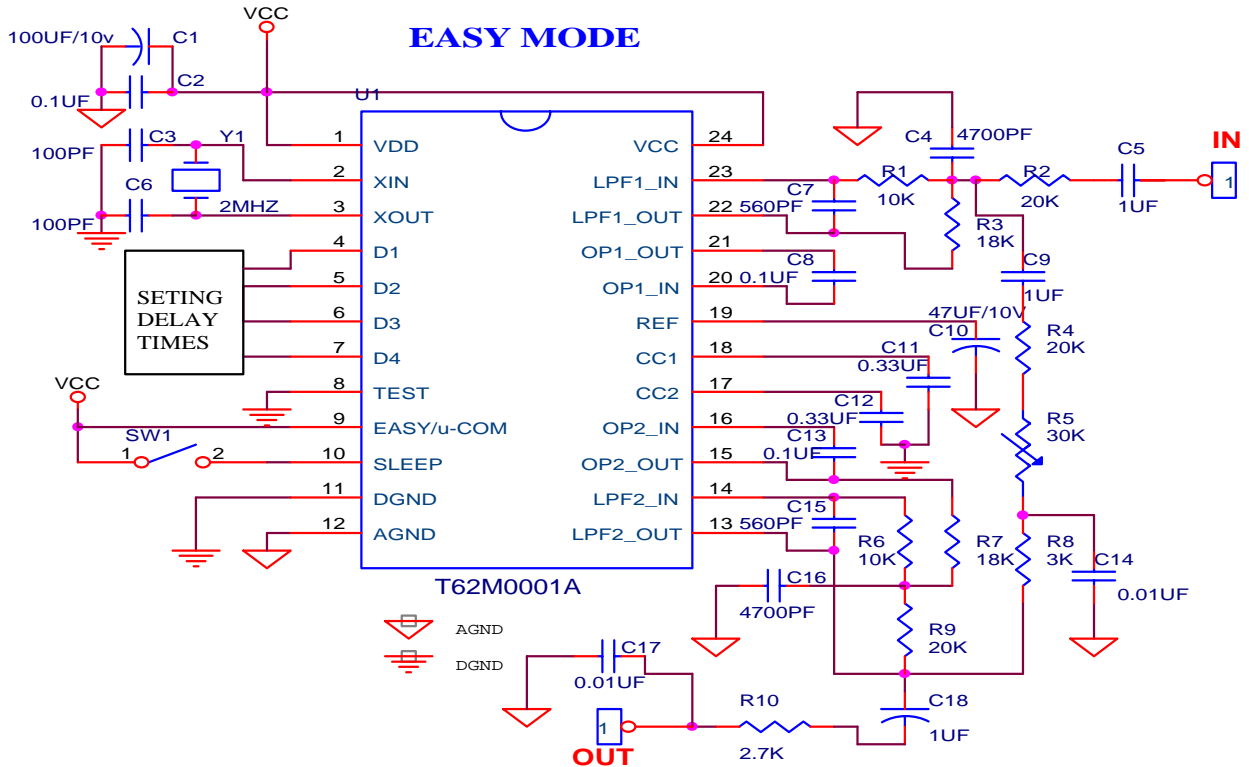 VCC
100UF/10v
C1
EASY MODE
C2
0.1UF
U1
C3
Y1
100PF
C6
2MHZ
100PF
1
VDD
2
XIN
3
XOUT
4
D1
5
D2
6
D3
7
D4
8
TEST
9
EASY/u-COM
10
SLEEP
11
DGND
12
AGND
24
VCC
23
LPF1_IN
22
LPF1_OUT
21
OP1_OUT
20
OP1_IN
19
REF
18
CC1
17
CC2
16
OP2_IN
15
OP2_OUT
14
LPF2_IN
13
LPF2_OUT
T62M0001A
SETING
DELAY
TIMES
VCC
SW1
1
2
C4
4700PF
C5
1UF
IN
1
R1
10K
R2
20K
C7
560PF
R3
18K
C8
0.1UF
C9
1UF
47UF/10V
C10
R4
20K
C11
0.33UF
C12
0.33UF
R5
30K
C13
0.1UF
C15
560PF
R6
10K
R7
18K
R8
3K
C14
0.01UF
C16
4700PF
R9
20K
AGND
DGND
C17
0.01UF
R10
2.7K
C18
1UF
1
OUT